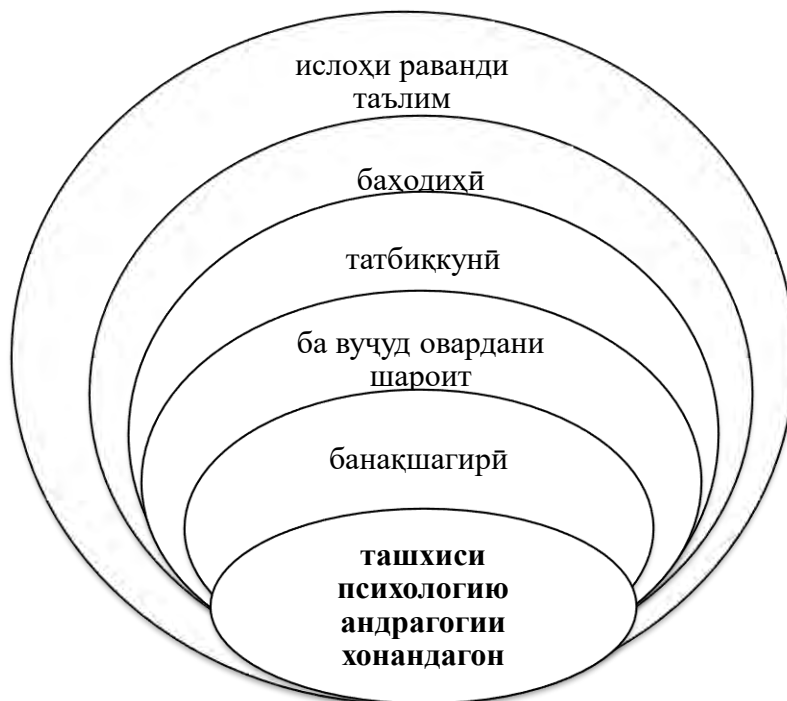 ислоҳи раванди
таълим
баҳодиҳӣ
татбиққунӣ
ба вуҷуд овардани
шароит
банақшагирӣ
ташхиси
психологию
андрагогии
хонандагон